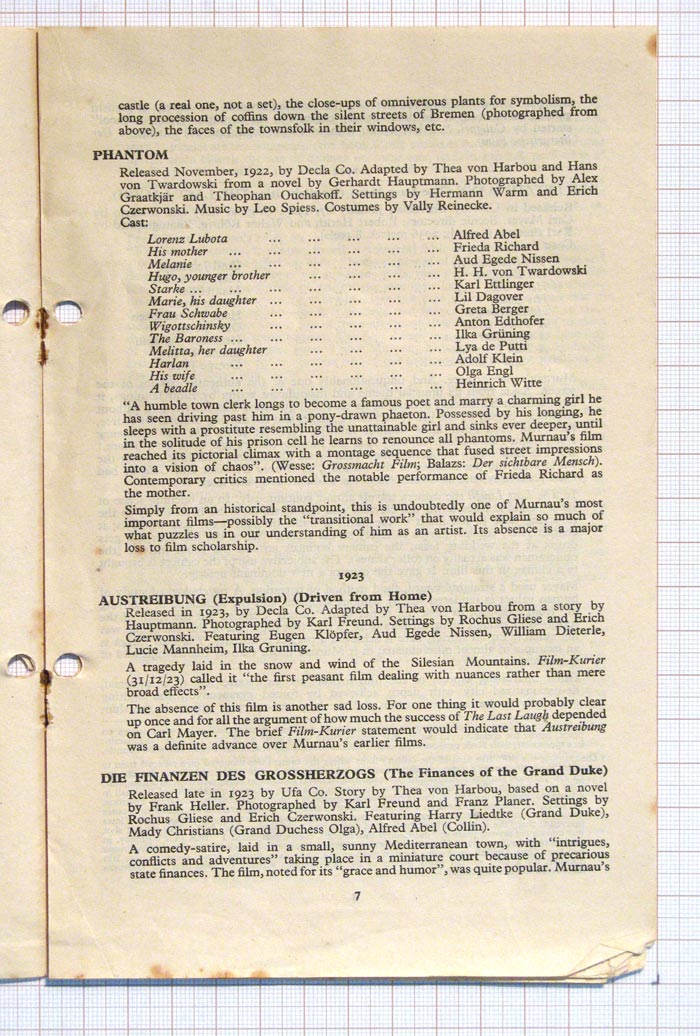 castle (a real one, not a set), the close-ups of omniverous plants for symbolism, the
long procession of coffins down the silent streets of Bremen (photographed from
above), the faces of the townsfolk in their windows, etc.
PHANTOM
Released November, 1922, by Decla Co. Adapted by Thea von Harbou and Hans
von Twardowski from a novel by Gerhardt Hauptmann. Photographed by Alex
Graatkjär and Theophan Ouchakoff. Settings by Hermann Warm and Erich
Czerwonski. Music by Leo Spiess. Costumes by Vally Reinecke.
Cast:
Lorenz Lubota ... ... ... ... ... Alfred Abel
His mother ... ... ... ... ... ... Frieda Richard
Melanie ... ... ... ... ... ... Aud Egede Nissen
Hugo, younger brother ... ... ... ... H. H. von Twardowski
Starke ... ... ... ... ... ... ... Karl Ettlinger
Marie, his daughter ... ... ... ... ... Lil Dagover
Frau Schwabe ... ... ... ... ... Greta Berger
Wigottschinsky ... ... ... ... ... Anton Edthofer
The Baroness ... ... ... ... ... ... Ilka Grüning
Melitta, her daughter ... ... ... ... Lya de Putti
Harlan ... ... ... ... ... ... Adolf Klein
His wife ... ... ... ... ... ... Olga Engl
A beadle ... ... ... ... ... ... Heinrich Witte
"A humble town clerk longs to become a famous poet and marry a charming girl he
has seen driving past him in a pony-drawn phaeton. Possessed by his longing, he
sleeps with a prostitute resembling the unattainable girl and sinks ever deeper, until
in the solitude of his prison cell he learns to renounce all phantoms. Murnau's film
reached its pictorial climax with a montage sequence that fused street impressions
into a vision of chaos". (Wesse: Grossmacht Film; Balazs: Der sichtbare Mensch).
Contemporary critics mentioned the notable performance of Frieda Richard as
the mother.
Simply from an historical standpoint, this is undoubtedly one of Murnau's most
important films—possibly the "transitional work" that would explain so much of
what puzzles us in our understanding of him as an artist. Its absence is a major
loss to film scholarship.
1923
AUSTREIBUNG (Expulsion) (Driven from Home)
Released in 1923, by Decla Co. Adapted by Thea von Harbou from a story by
Hauptmann. Photographed by Karl Freund. Settings by Rochus Gliese and Erich
Czerwonski. Featuring Eugen Klöpfer, Aud Egede Nissen, William Dieterle,
Lucie Mannheim, Ilka Gruning.
A tragedy laid in the snow and wind of the Silesian Mountains. Film-Kurier
(31/12/23) called it "the first peasant film dealing with nuances rather than mere
broad effects".
The absence of this film is another sad loss. For one thing it would probably clear
up once and for all the argument of how much the success of The Last Laugh depended
on Carl Mayer. The brief Film-Kurier statement would indicate that Austreibung
was a definite advance over Murnau's earlier films.
DIE FINANZEN DES GROSSHERZOGS (The Finances of the Grand Duke)
Released late in 1923 by Ufa Co. Story by Thea von Harbou, based on a novel
by Frank Heller. Photographed by Karl Freund and Franz Planer. Settings by
Rochus Gliese and Erich Czerwonski. Featuring Harry Liedtke (Grand Duke),
Mady Christians (Grand Duchess Olga), Alfred Abel (Collin).
A comedy-satire, laid in a small, sunny Mediterranean town, with "intrigues,
conflicts and adventures" taking place in a miniature court because of precarious
state finances. The film, noted for its "grace and humor", was quite popular. Murnau's
7